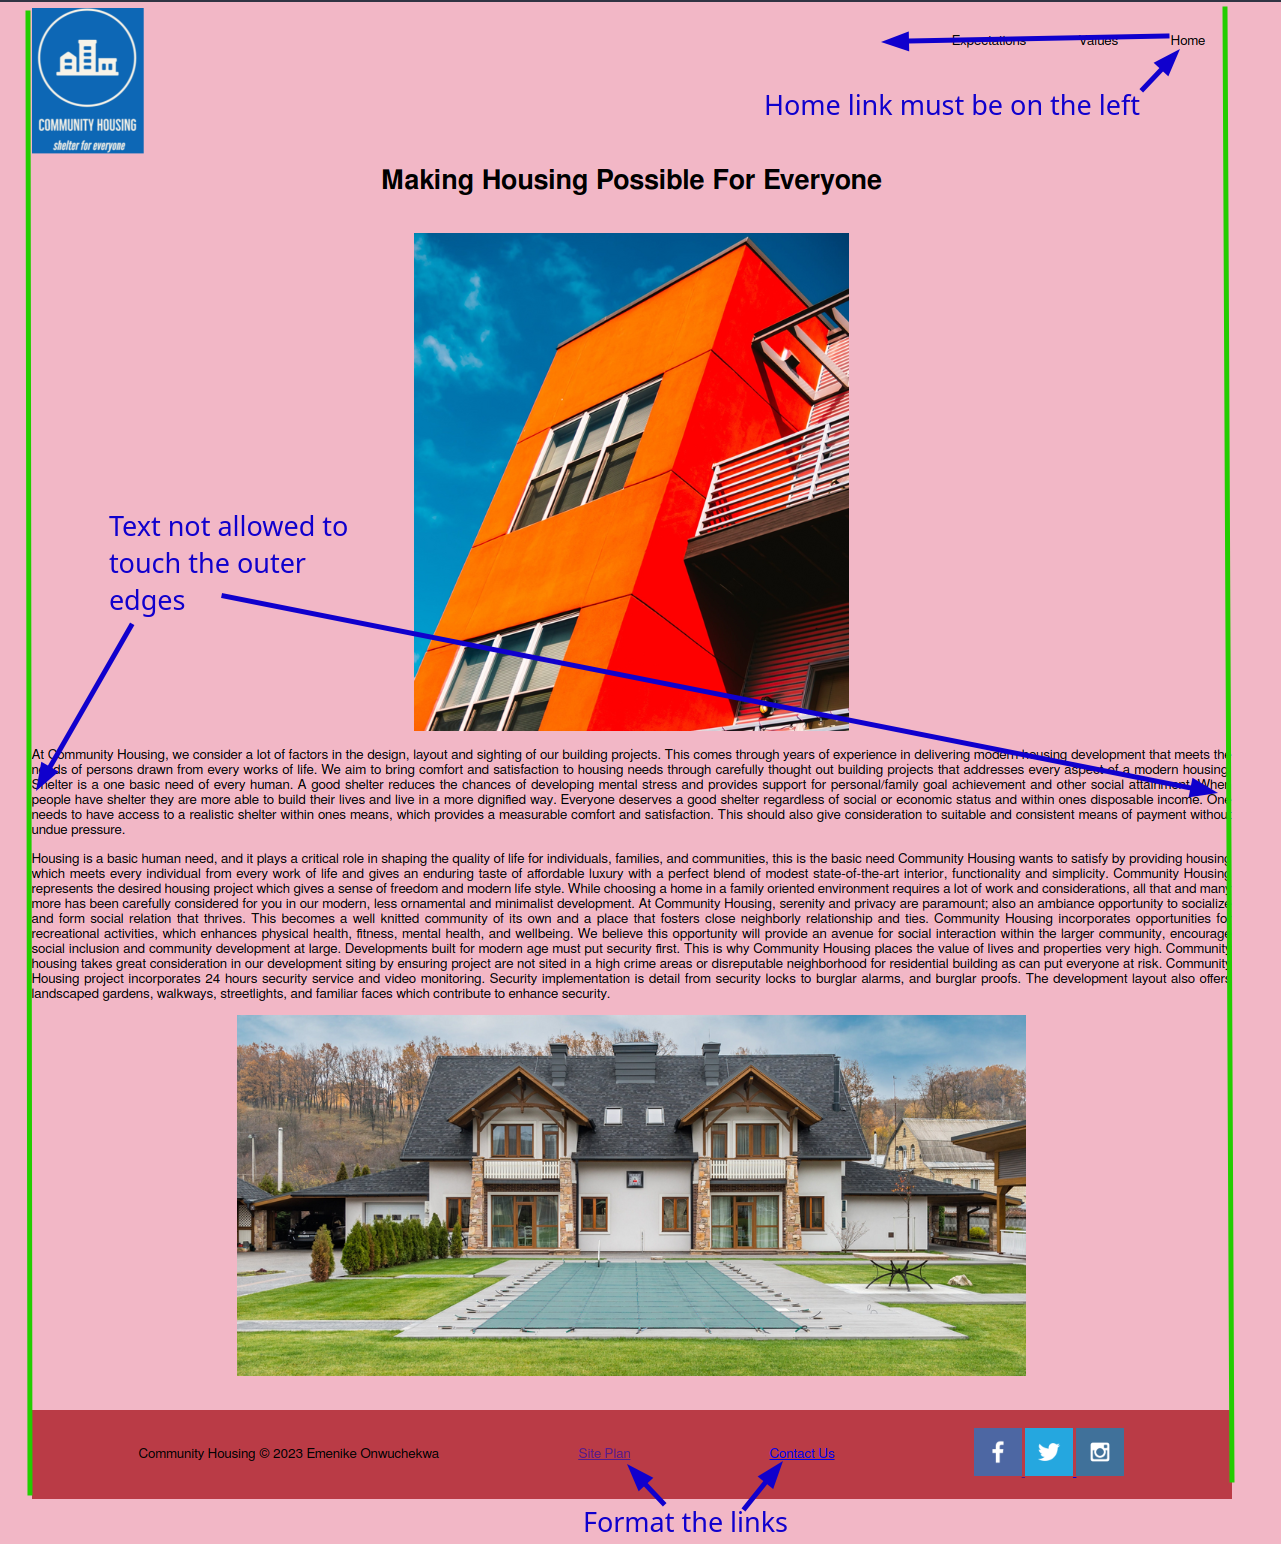 COMMUNITY HOUSING
shelter for everyone
Expectations Values Home
Home link must be on the left
Making Housing Possible For Everyone
Text not allowed to
touch the outer
edges
At Community Housing, we consider a lot of factors in the design, layout and sighting of our building projects. This comes through years of experience in delivering modern housing development that meets the
needs of persons drawn from every works of life. We aim to bring comfort and satisfaction to housing needs through carefully thought out building projects that addresses every aspect of a modern housing.
Shelter is a one basic need of every human. A good shelter reduces the chances of developing mental stress and provides support for personal/family goal achievement and other social attainment. When
people have shelter they are more able to build their lives and live in a more dignified way. Everyone deserves a good shelter regardless of social or economic status and within ones disposable income. One
needs to have access to a realistic shelter within ones means, which provides a measurable comfort and satisfaction. This should also give consideration to suitable and consistent means of payment without
undue pressure.
Housing is a basic human need, and it plays a critical role in shaping the quality of life for individuals, families, and communities, this is the basic need Community Housing wants to satisfy by providing housing
which meets every individual from every work of life and gives an enduring taste of affordable luxury with a perfect blend of modest state-of-the-art interior, functionality and simplicity. Community Housing
represents the desired housing project which gives a sense of freedom and modern life style. While choosing a home in a family oriented environment requires a lot of work and considerations, all that and many
more has been carefully considered for you in our modern, less ornamental and minimalist development. At Community Housing, serenity and privacy are paramount; also an ambiance opportunity to socialize
and form social relation that thrives. This becomes a well knitted community of its own and a place that fosters close neighborly relationship and ties. Community Housing incorporates opportunities for
recreational activities, which enhances physical health, fitness, mental health, and wellbeing. We believe this opportunity will provide an avenue for social interaction within the larger community, encourage
social inclusion and community development at large. Developments built for modern age must put security first. This is why Community Housing places the value of lives and properties very high. Community
housing takes great consideration in our development siting by ensuring project are not sited in a high crime areas or disreputable neighborhood for residential building as can put everyone at risk. Community
Housing project incorporates 24 hours security service and video monitoring. Security implementation is detail from security locks to burglar alarms, and burglar proofs. The development layout also offers
landscaped gardens, walkways, streetlights, and familiar faces which contribute to enhance security.
Community Housing © 2023 Emenike Onwuchekwa Site Plan Contact Us
Format the links